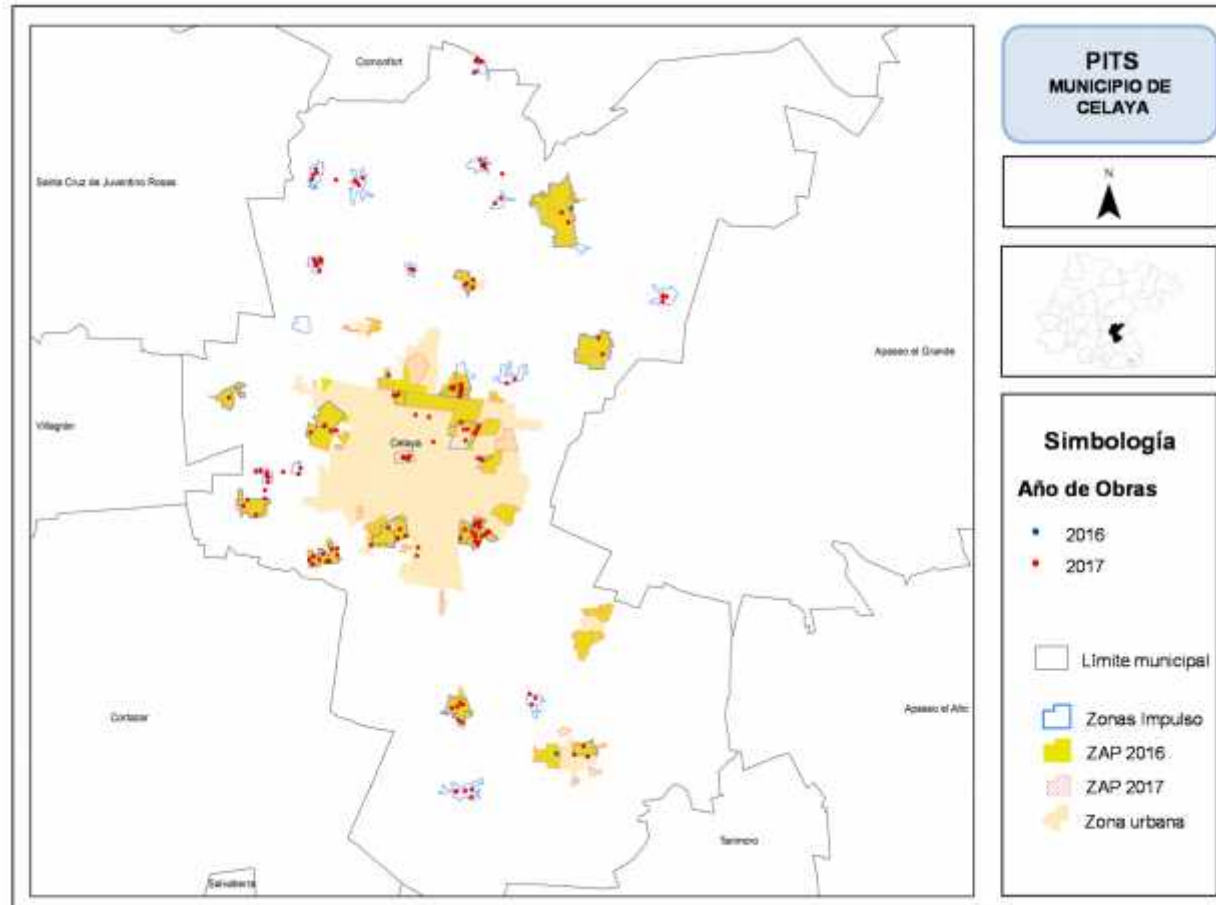 PITS
MUNICIPIO DE
CELAYA
N
Comonfort
Santa Cruz de Juventino Rosas
Apaseo el Grande
Villagrán
Celaya
Cortazar
Apaseo el Alto
Tarimoro
Salvatierra
Simbología
Año de Obras
2016
2017
Límite municipal
Zonas Impulso
ZAP 2016
ZAP 2017
Zona urbana